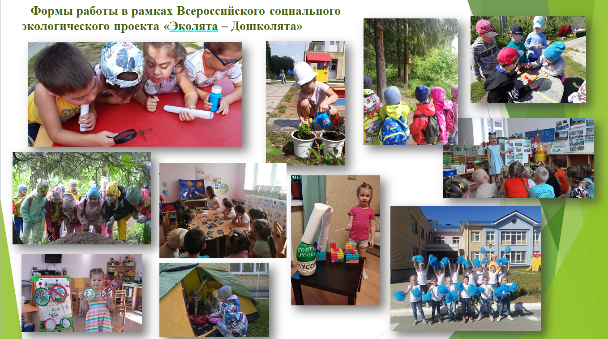 Формы работы в рамках Всероссийского социального
экологического проекта «Эколята – Дошколята»